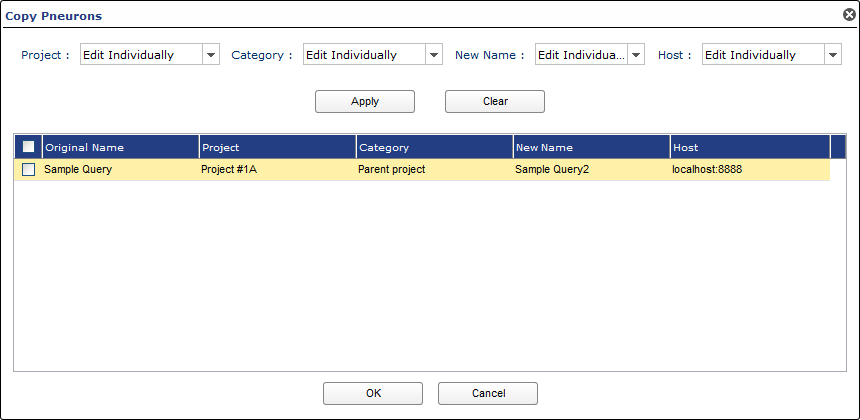 Copy Pneurons
Project : Edit Individually Category : Edit Individually New Name : Edit Individua... Host : Edit Individually
Apply Clear
Original Name Project Category New Name Host
Sample Query Project #1A Parent project Sample Query2 localhost:8888
OK Cancel